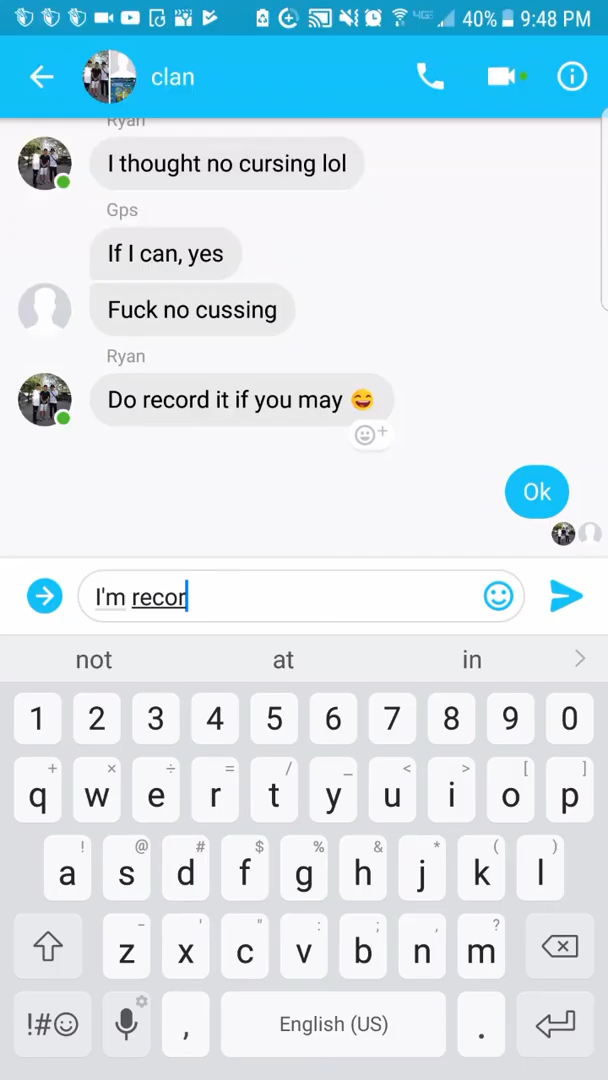 40% 9:48 PM
clan
Ryan
I thought no cursing lol
Gps
If I can, yes
Fuck no cussing
Ryan
Do record it if you may 😄
Ok
I'm recor
not at in
1 2 3 4 5 6 7 8 9 0
+ × ÷ = / _ < > [ ]
q w e r t y u i o p
! @ # $ % & * ( )
a s d f g h j k l
- ' " : ; , ?
z x c v b n m
!#☺ , English (US) .